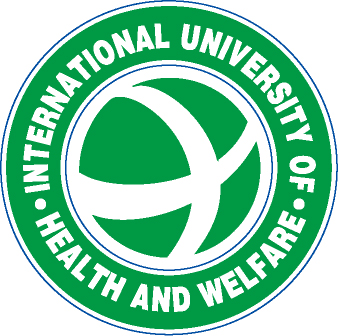 INTERNATIONAL UNIVERSITY OF
• HEALTH AND WELFARE •